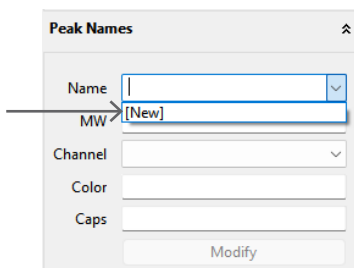 Peak Names
Name
[New]
MW
Channel
Color
Caps
Modify